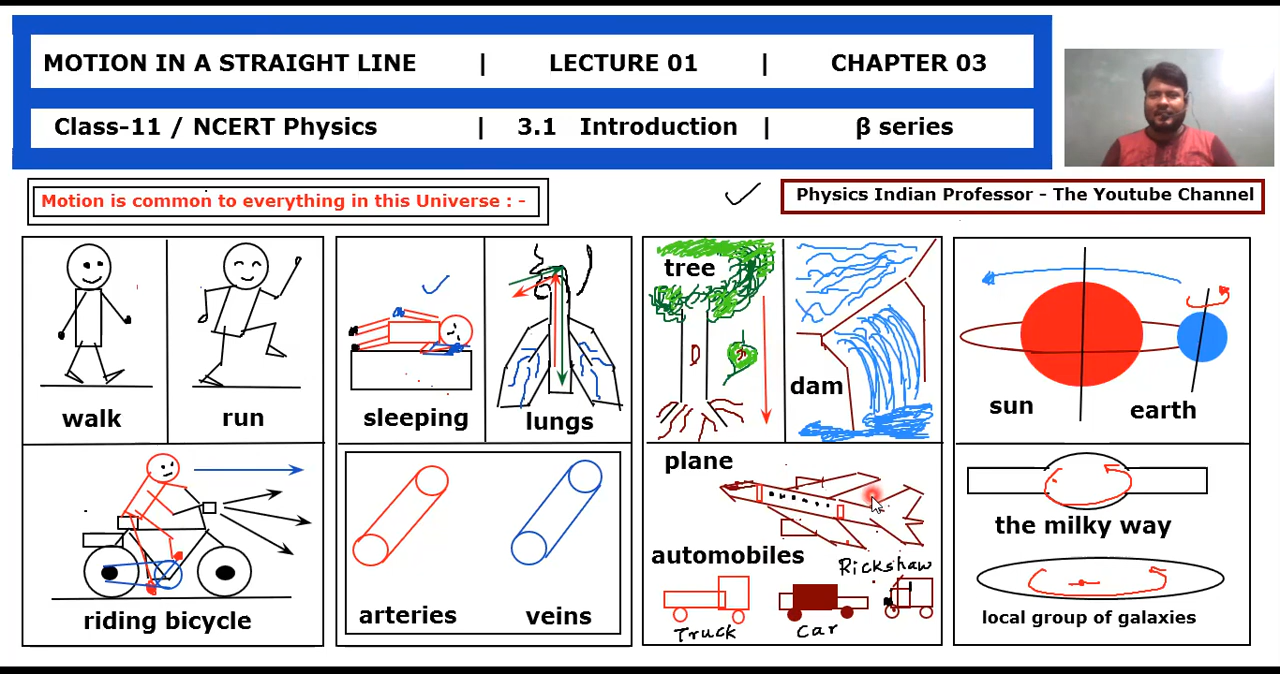 MOTION IN A STRAIGHT LINE | LECTURE 01 | CHAPTER 03
Class-11 / NCERT Physics | 3.1 Introduction | β series
Motion is common to everything in this Universe : -
Physics Indian Professor - The Youtube Channel
walk
run
sleeping
lungs
tree
dam
sun
earth
riding bicycle
arteries
veins
plane
automobiles
Rickshaw
Truck
Car
the milky way
local group of galaxies